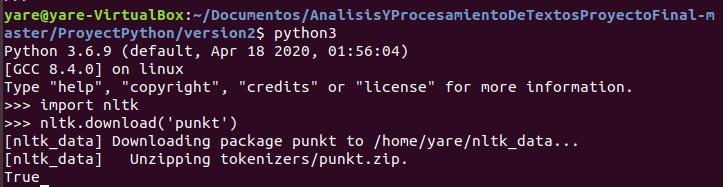 yare@yare-VirtualBox:~/Documentos/AnalisisYProcesamientoDeTextosProyectoFinal-m
aster/ProyectPython/version2$ python3
Python 3.6.9 (default, Apr 18 2020, 01:56:04)
[GCC 8.4.0] on linux
Type "help", "copyright", "credits" or "license" for more information.
>>> import nltk
>>> nltk.download('punkt')
[nltk_data] Downloading package punkt to /home/yare/nltk_data...
[nltk_data]   Unzipping tokenizers/punkt.zip.
True